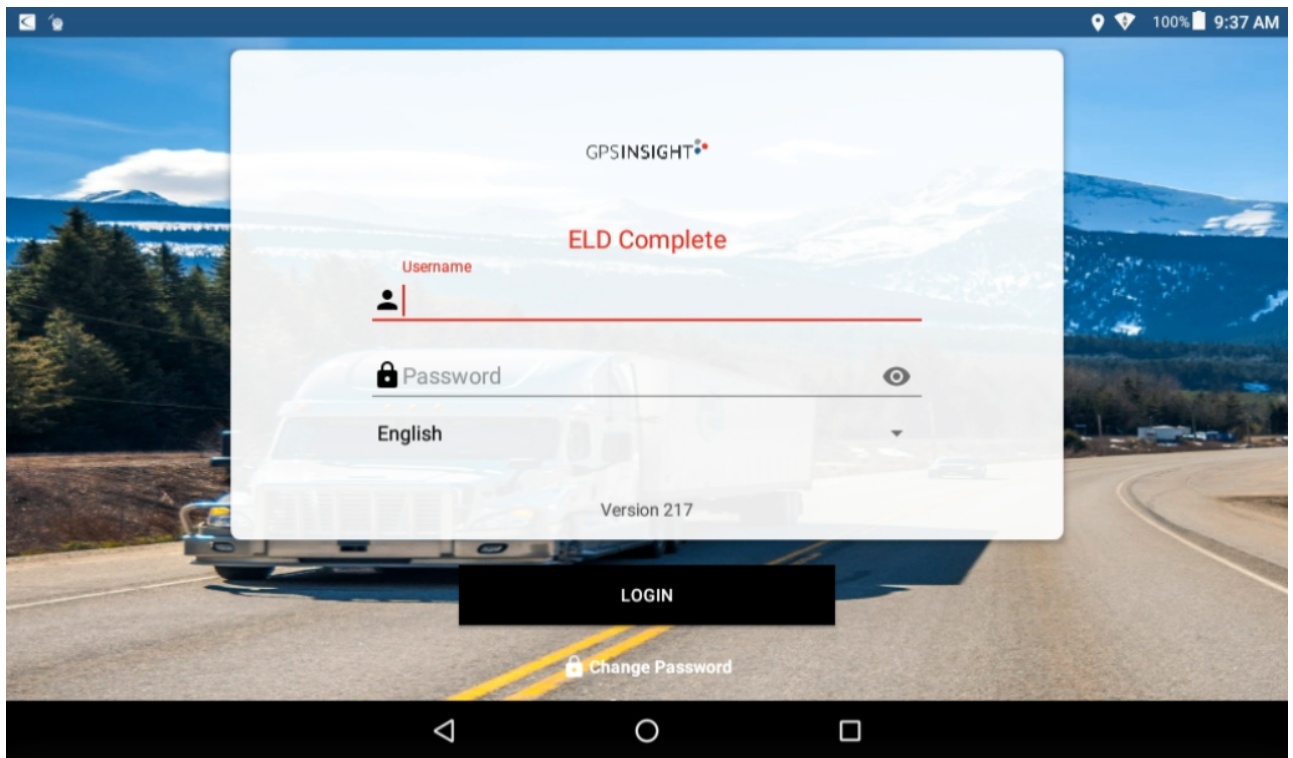 100% 9:37 AM
GPSINSIGHT
ELD Complete
Username
Password
English
Version 217
LOGIN
Change Password